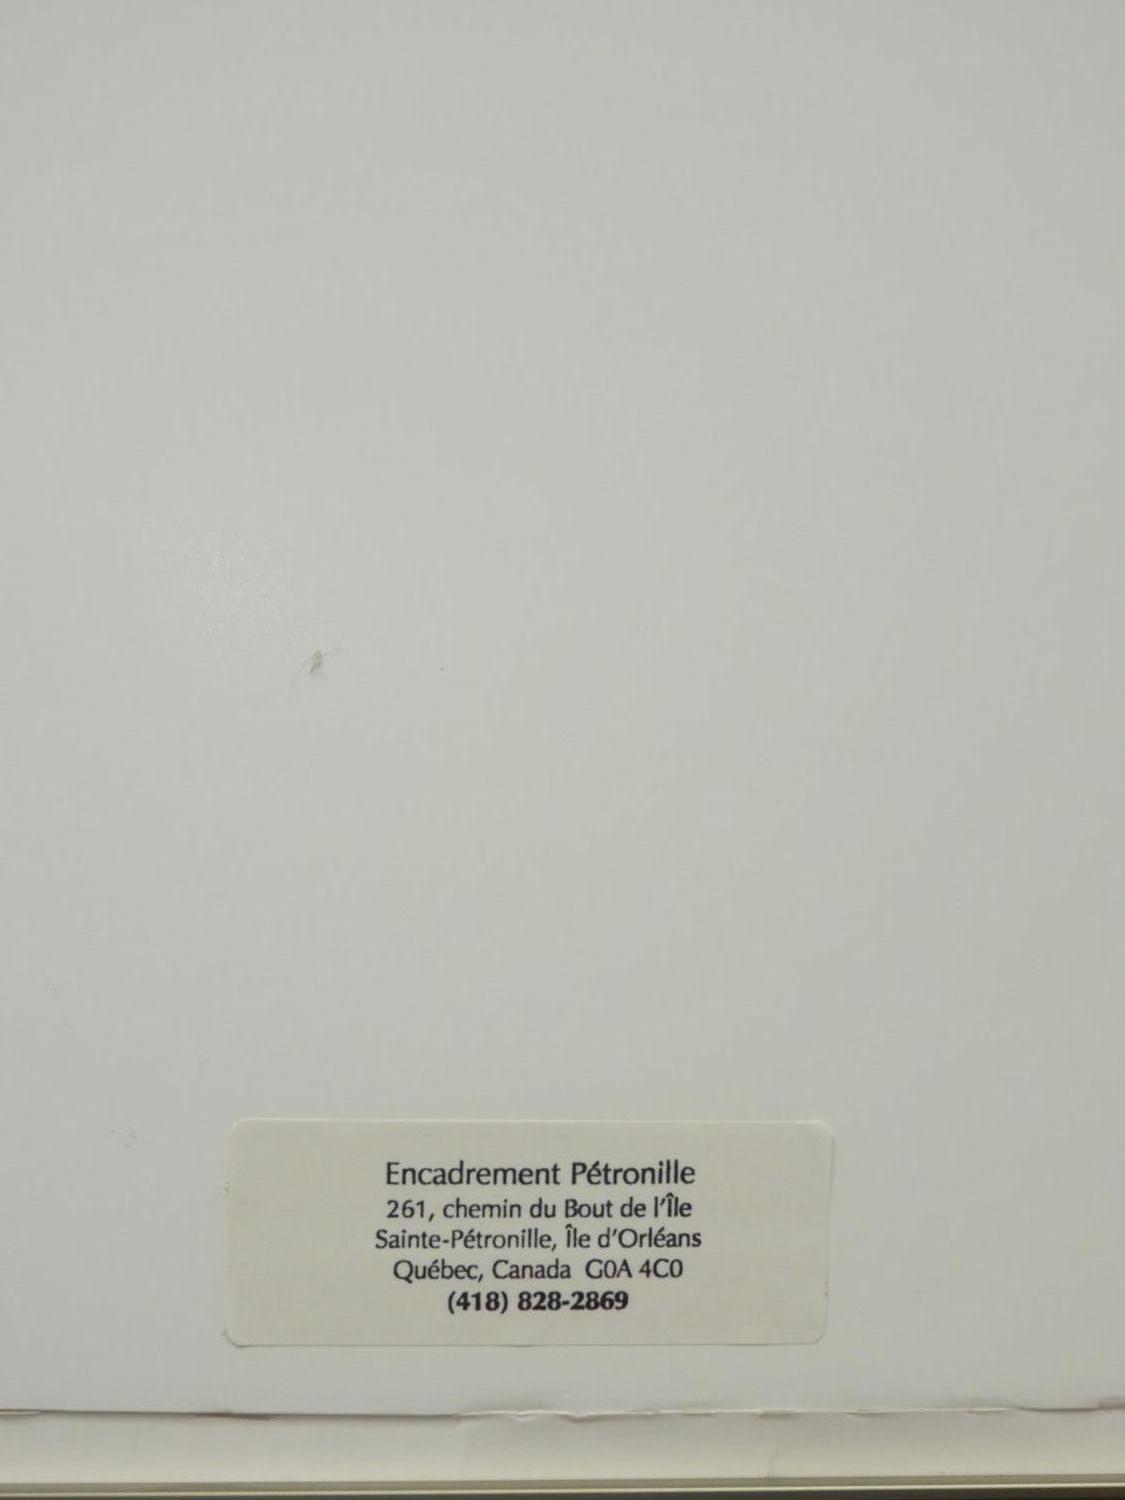 Encadrement Pétronille
261, chemin du Bout de l'Île
Sainte-Pétronille, Île d'Orléans
Québec, Canada  G0A 4C0
(418) 828-2869